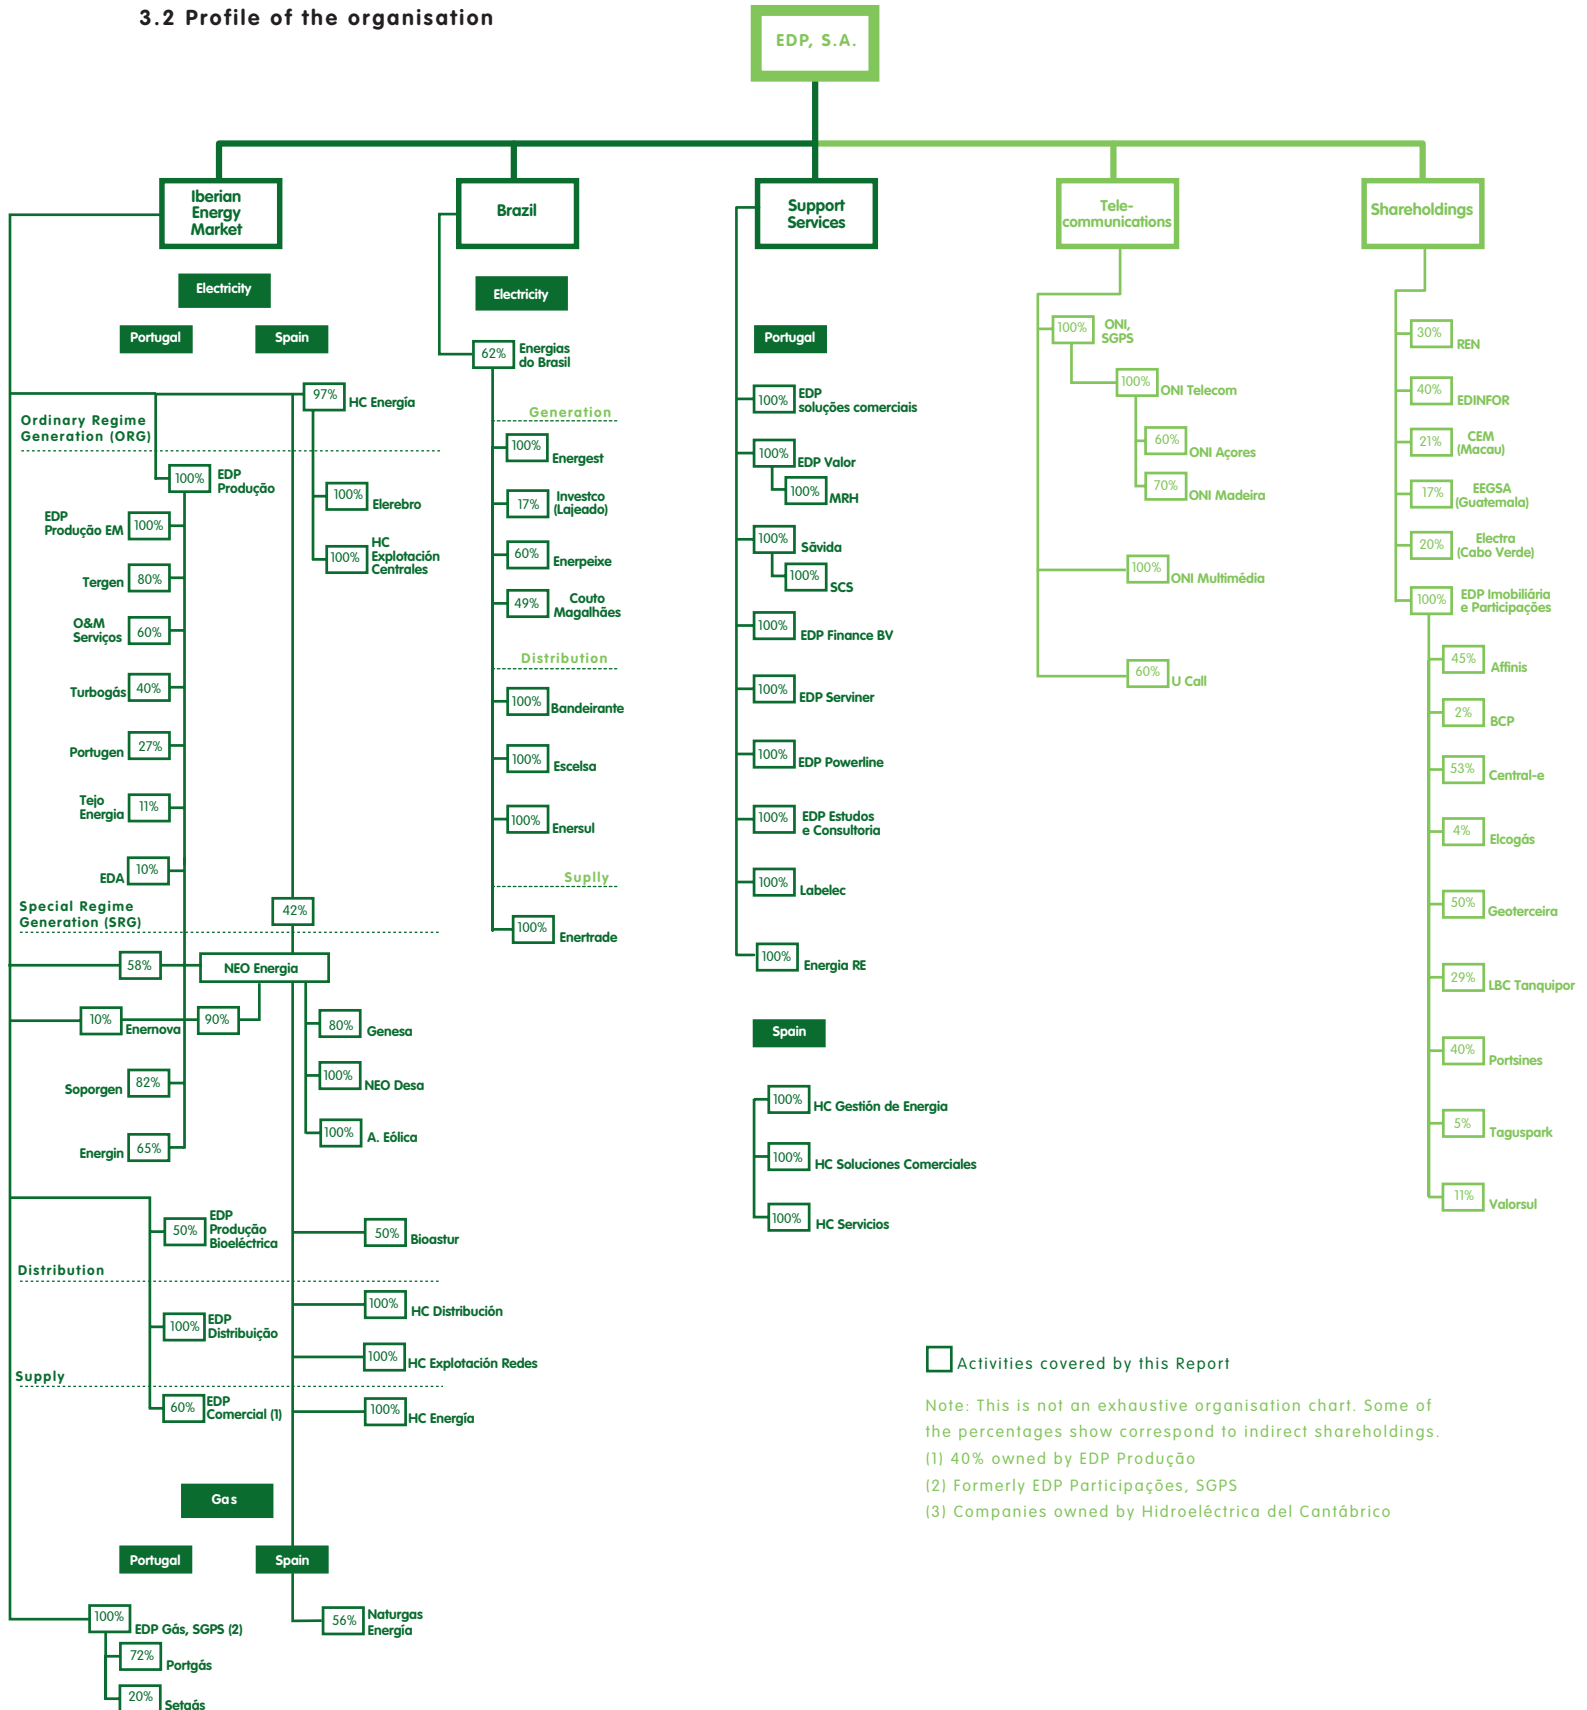 3.2 Profile of the organisation
EDP, S.A.
Iberian
Energy
Market
Electricity
Portugal
Spain
97%
HC Energía
Ordinary Regime
Generation (ORG)
100%
EDP
Produção
100%
Elerebro
EDP
Produção EM
100%
100%
HC
Explotación
Centrales
Tergen
80%
O&M
Serviços
60%
Turbogás
40%
Portugen
27%
Tejo
Energia
11%
EDA
10%
Special Regime
Generation (SRG)
42%
58%
NEO Energia
10%
Enernova
90%
80%
Genesa
100%
NEO Desa
Soporgen
82%
100%
A. Eólica
Energin
65%
50%
EDP
Produção
Bioeléctrica
50%
Bioastur
Distribution
100%
HC Distribución
100%
EDP
Distribuição
100%
HC Explotación Redes
Supply
60%
EDP
Comercial (1)
100%
HC Energía
Gas
Portugal
Spain
100%
EDP Gás, SGPS (2)
56%
Naturgas
Energía
72%
Portgás
20%
Setgás
Brazil
Electricity
62%
Energias
do Brasil
Generation
100%
Energest
17%
Investco
(Lajeado)
60%
Enerpeixe
49%
Couto
Magalhães
Distribution
100%
Bandeirante
100%
Escelsa
100%
Enersul
Suplly
100%
Enertrade
Support
Services
Portugal
100%
EDP
soluções comerciais
100%
EDP Valor
100%
MRH
100%
Sãvida
100%
SCS
100%
EDP Finance BV
100%
EDP Serviner
100%
EDP Powerline
100%
EDP Estudos
e Consultoria
100%
Labelec
100%
Energia RE
Spain
100%
HC Gestión de Energia
100%
HC Soluciones Comerciales
100%
HC Servicios
Tele-
communications
100%
ONI,
SGPS
100%
ONI Telecom
60%
ONI Açores
70%
ONI Madeira
100%
ONI Multimédia
60%
U Call
Shareholdings
30%
REN
40%
EDINFOR
21%
CEM
(Macau)
17%
EEGSA
(Guatemala)
20%
Electra
(Cabo Verde)
100%
EDP Imobiliária
e Participações
45%
Affinis
2%
BCP
53%
Central-e
4%
Elcogás
50%
Geoterceira
29%
LBC Tanquipor
40%
Portsines
5%
Taguspark
11%
Valorsul
Activities covered by this Report
Note: This is not an exhaustive organisation chart. Some of
the percentages show correspond to indirect shareholdings.
(1) 40% owned by EDP Produção
(2) Formerly EDP Participações, SGPS
(3) Companies owned by Hidroeléctrica del Cantábrico